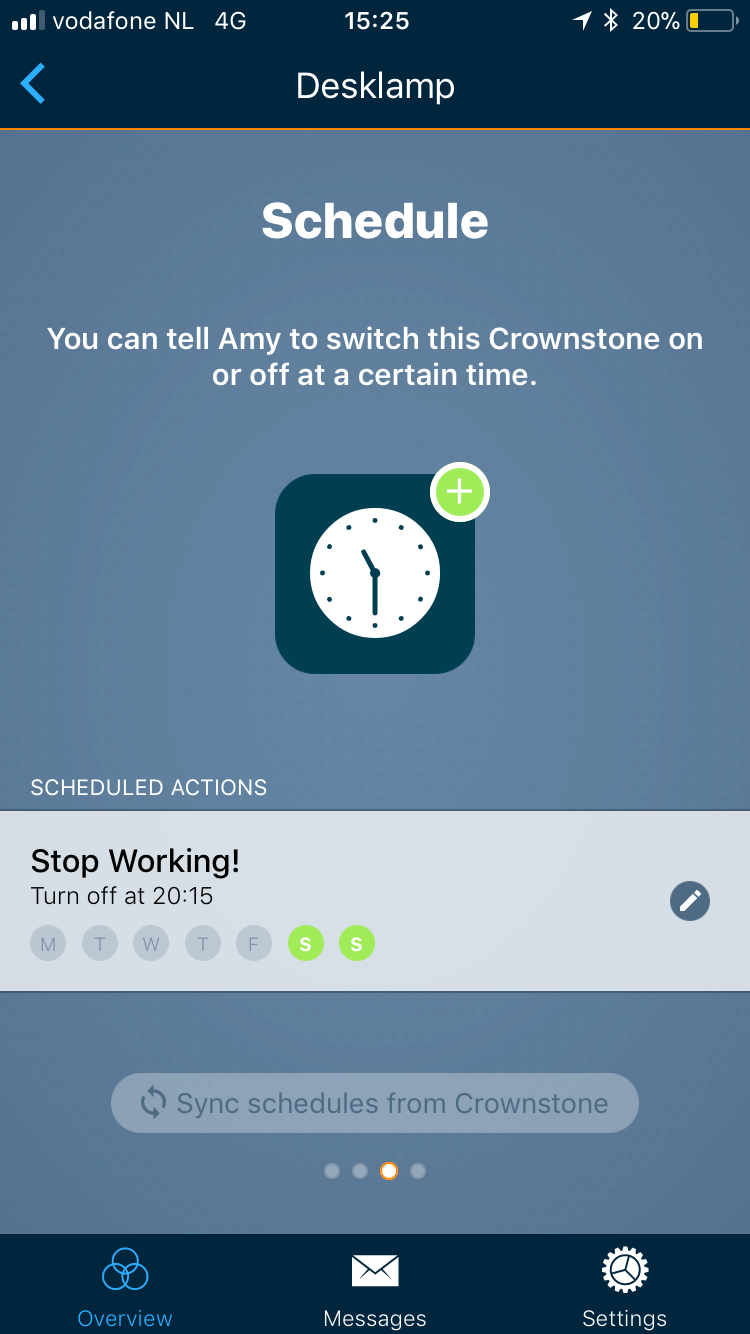 vodafone NL 4G 15:25 20%
Desklamp
Schedule
You can tell Amy to switch this Crownstone on
or off at a certain time.
SCHEDULED ACTIONS
Stop Working!
Turn off at 20:15
M T W T F S S
Sync schedules from Crownstone
Overview Messages Settings